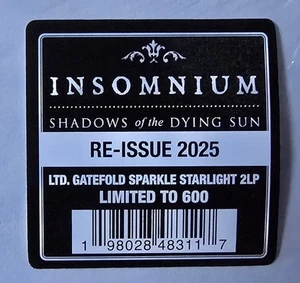 INSOMNIUM
SHADOWS of the DYING SUN
RE-ISSUE 2025
LTD. GATEFOLD SPARKLE STARLIGHT 2LP
LIMITED TO 600
1 98028 48311 7